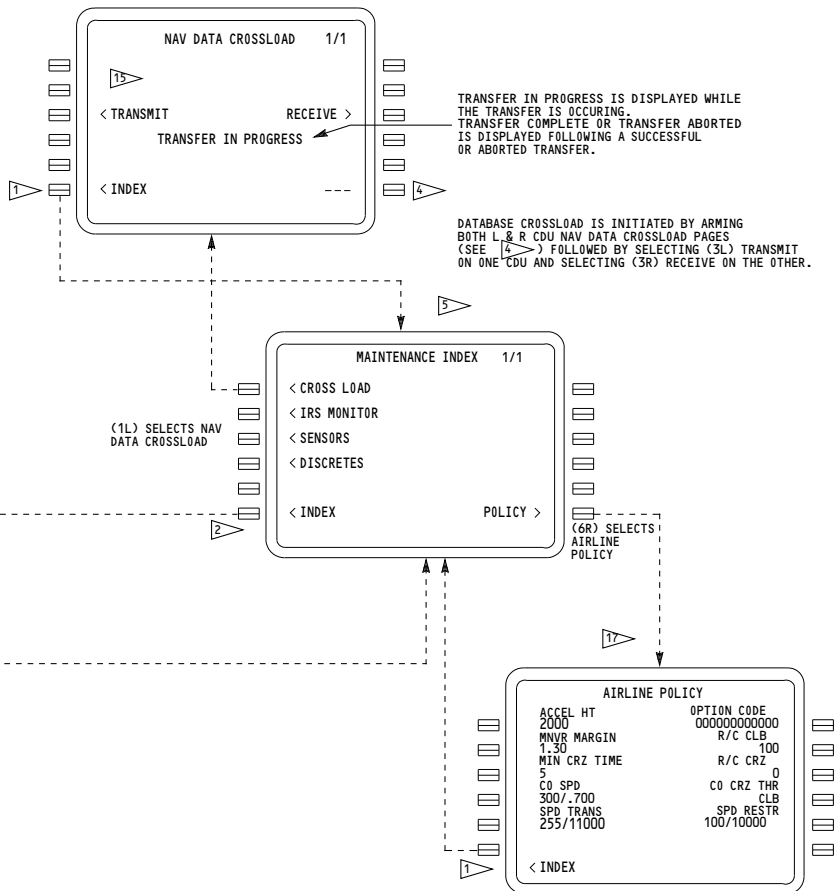 NAV DATA CROSSLOAD 1/1
15
< TRANSMIT RECEIVE >
TRANSFER IN PROGRESS
1 < INDEX --- 4
TRANSFER IN PROGRESS IS DISPLAYED WHILE
THE TRANSFER IS OCCURING.
TRANSFER COMPLETE OR TRANSFER ABORTED
IS DISPLAYED FOLLOWING A SUCCESSFUL
OR ABORTED TRANSFER.
DATABASE CROSSLOAD IS INITIATED BY ARMING
BOTH L & R CDU NAV DATA CROSSLOAD PAGES
(SEE 4 ) FOLLOWED BY SELECTING (3L) TRANSMIT
ON ONE CDU AND SELECTING (3R) RECEIVE ON THE OTHER.
5
MAINTENANCE INDEX 1/1
< CROSS LOAD
< IRS MONITOR
< SENSORS
< DISCRETES
< INDEX POLICY >
(1L) SELECTS NAV
DATA CROSSLOAD
2
(6R) SELECTS
AIRLINE
POLICY
17
AIRLINE POLICY
ACCEL HT OPTION CODE
2000 000000000000
MNVR MARGIN R/C CLB
1.30 100
MIN CRZ TIME R/C CRZ
5 0
CO SPD CO CRZ THR
300/.700 CLB
SPD TRANS SPD RESTR
255/11000 100/10000
1 < INDEX